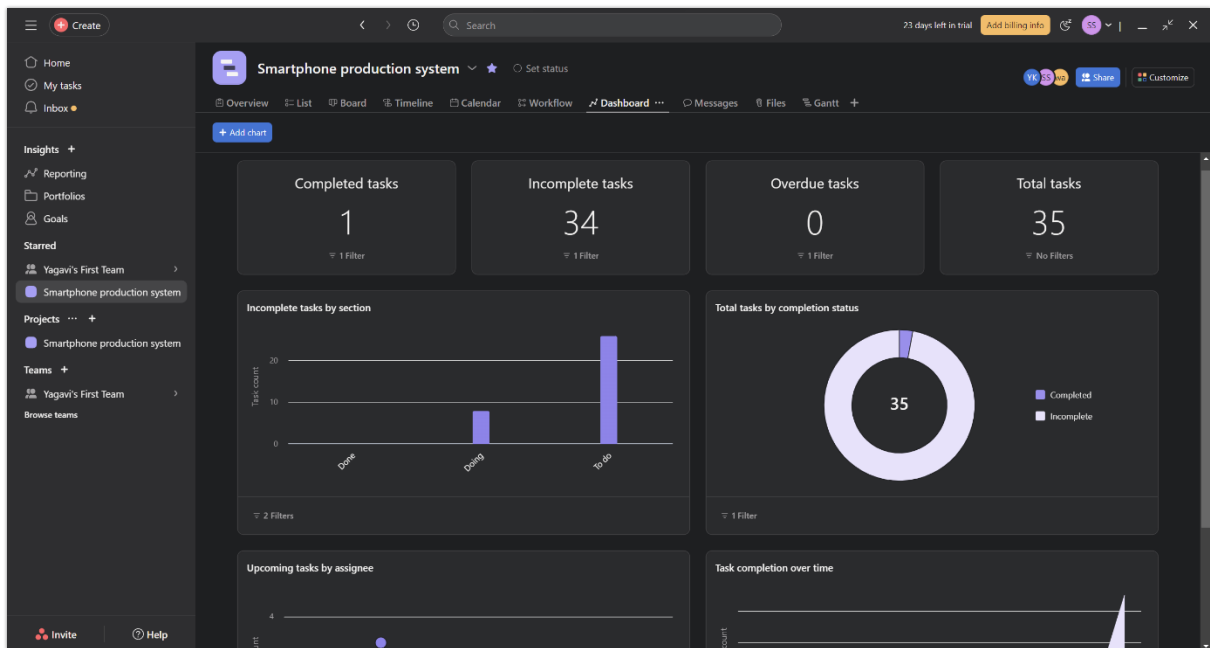 Create
Search
23 days left in trial
Add billing info
SS
Home
My tasks
Inbox
Insights +
Reporting
Portfolios
Goals
Starred
Yagavi's First Team
Smartphone production system
Projects ... +
Smartphone production system
Teams +
Yagavi's First Team
Browse teams
Invite
Help
Smartphone production system
Set status
YK SS wa
Share
Customize
Overview List Board Timeline Calendar Workflow Dashboard ... Messages Files Gantt +
+ Add chart
Completed tasks
1
1 Filter
Incomplete tasks
34
1 Filter
Overdue tasks
0
1 Filter
Total tasks
35
No Filters
Incomplete tasks by section
Task count
20
10
0
Done
Doing
To do
2 Filters
Total tasks by completion status
35
Completed
Incomplete
1 Filter
Upcoming tasks by assignee
4
Task completion over time